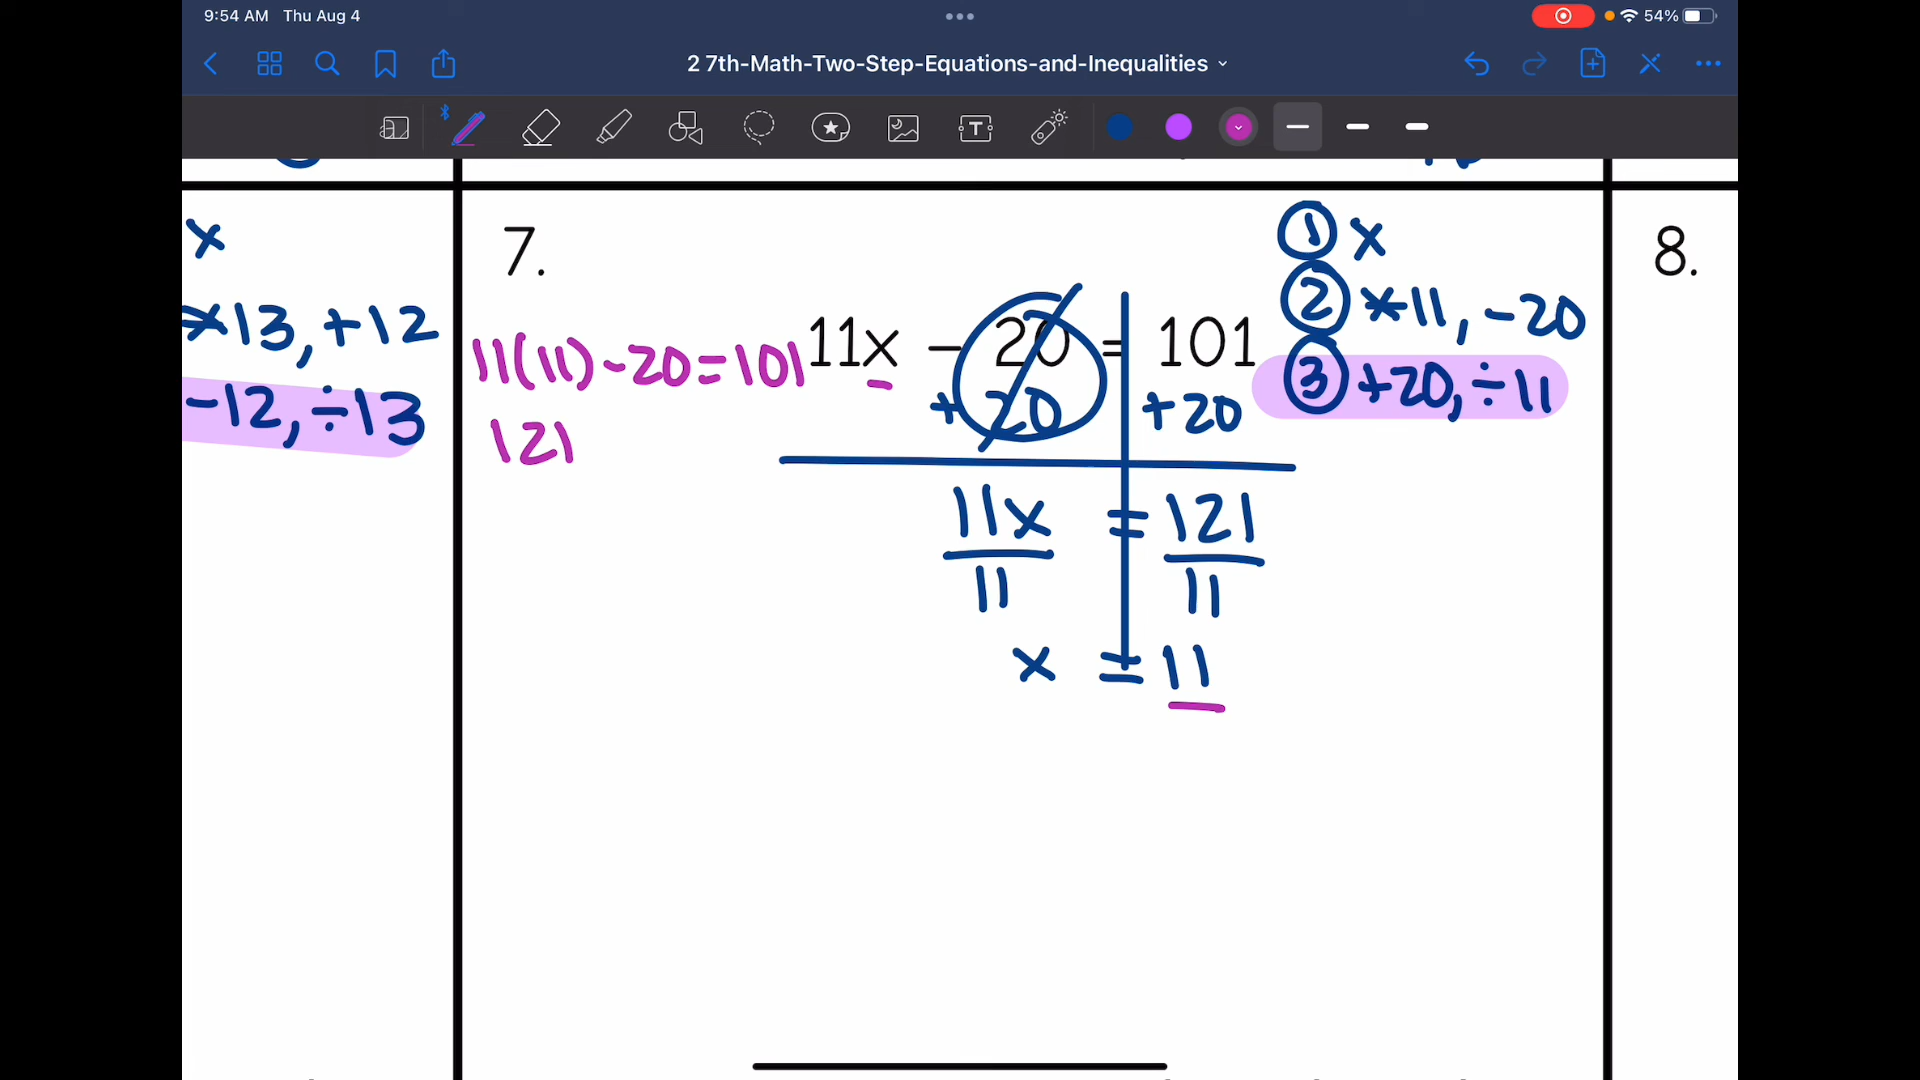 9:54 AM Thu Aug 4
54%
2 7th-Math-Two-Step-Equations-and-Inequalities
x
*13, +12
-12, ÷13
7.
11(11) -20=101
121
11x − 20 = 101
+ 20 +20
11x = 121
11 11
x = 11
1 x
2 *11, -20
3 +20, ÷11
8.